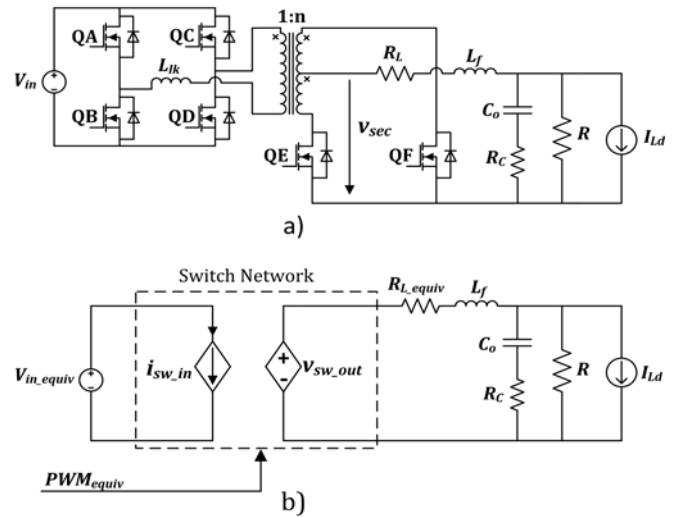 1:n
QA
QC
V_in
L_lk
QB
QD
R_L
L_f
C_o
R_C
R
I_Ld
v_sec
QE
QF
a)
Switch Network
R_L_equiv
L_f
V_in_equiv
i_sw_in
v_sw_out
C_o
R_C
R
I_Ld
PWM_equiv
b)